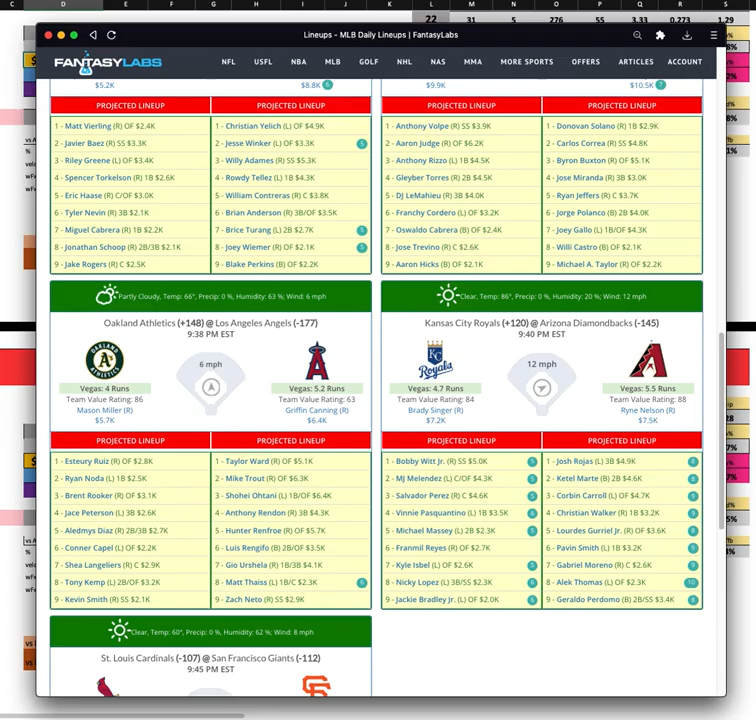 C D E F G H I J K L M N O P Q R S
22 31 5 276 55 3.33 0.273 1.29
Lineups - MLB Daily Lineups | FantasyLabs
FANTASYLABS NFL USFL NBA MLB GOLF NHL NAS MMA MORE SPORTS OFFERS ARTICLES ACCOUNT
$5.2K $8.8K 6
$9.9K $10.5K 7
PROJECTED LINEUP PROJECTED LINEUP
1 - Matt Vierling (R) OF $2.4K
2 - Javier Baez (R) SS $3.3K
3 - Riley Greene (L) OF $3.4K
4 - Spencer Torkelson (R) 1B $2.6K
5 - Eric Haase (R) C/OF $3.0K
6 - Tyler Nevin (R) 3B $2.1K
7 - Miguel Cabrera (R) 1B $2.2K
8 - Jonathan Schoop (R) 2B/3B $2.1K
9 - Jake Rogers (R) C $2.5K
1 - Christian Yelich (L) OF $4.9K
2 - Jesse Winker (L) OF $3.3K 5
3 - Willy Adames (R) SS $5.3K
4 - Rowdy Tellez (L) 1B $4.3K
5 - William Contreras (R) C $3.8K
6 - Brian Anderson (R) 3B/OF $3.5K
7 - Brice Turang (L) 2B $2.7K 5
8 - Joey Wiemer (R) OF $2.1K 5
9 - Blake Perkins (B) OF $2.2K
PROJECTED LINEUP PROJECTED LINEUP
1 - Anthony Volpe (R) SS $3.9K
2 - Aaron Judge (R) OF $6.2K
3 - Anthony Rizzo (L) 1B $4.5K
4 - Gleyber Torres (R) 2B $4.5K
5 - DJ LeMahieu (R) 3B $4.0K
6 - Franchy Cordero (L) OF $3.2K
7 - Oswaldo Cabrera (B) OF $2.4K
8 - Jose Trevino (R) C $2.6K
9 - Aaron Hicks (B) OF $2.1K
1 - Donovan Solano (R) 1B $2.9K
2 - Carlos Correa (R) SS $4.8K
3 - Byron Buxton (R) OF $5.1K
4 - Jose Miranda (R) 3B $3.0K
5 - Ryan Jeffers (R) C $3.7K
6 - Jorge Polanco (B) 2B $4.0K
7 - Joey Gallo (L) 1B/OF $4.3K
8 - Willi Castro (B) OF $2.1K
9 - Michael A. Taylor (R) OF $2.2K
Partly Cloudy, Temp: 66°, Precip: 0 %, Humidity: 63 %; Wind: 6 mph
Oakland Athletics (+148) @ Los Angeles Angels (-177)
9:38 PM EST
6 mph
Vegas: 4 Runs Vegas: 5.2 Runs
Team Value Rating: 86 Team Value Rating: 63
Mason Miller (R) Griffin Canning (R)
$5.7K $6.4K
PROJECTED LINEUP PROJECTED LINEUP
1 - Esteury Ruiz (R) OF $2.8K
2 - Ryan Noda (L) 1B $2.5K
3 - Brent Rooker (R) OF $3.1K
4 - Jace Peterson (L) 3B $2.6K
5 - Aledmys Diaz (R) 2B/3B $2.7K
6 - Conner Capel (L) OF $2.2K
7 - Shea Langeliers (R) C $2.9K
8 - Tony Kemp (L) 2B/OF $3.2K
9 - Kevin Smith (R) SS $2.1K
1 - Taylor Ward (R) OF $5.1K
2 - Mike Trout (R) OF $6.3K
3 - Shohei Ohtani (L) 1B/OF $6.4K
4 - Anthony Rendon (R) 3B $4.3K
5 - Hunter Renfroe (R) OF $5.7K
6 - Luis Rengifo (B) 2B/OF $3.5K
7 - Gio Urshela (R) 1B/3B $4.1K
8 - Matt Thaiss (L) 1B/C $2.3K 6
9 - Zach Neto (R) SS $2.9K
Clear, Temp: 86°, Precip: 0 %, Humidity: 20 %; Wind: 12 mph
Kansas City Royals (+120) @ Arizona Diamondbacks (-145)
9:40 PM EST
12 mph
Vegas: 4.7 Runs Vegas: 5.5 Runs
Team Value Rating: 84 Team Value Rating: 88
Brady Singer (R) Ryne Nelson (R)
$7.2K $7.5K
PROJECTED LINEUP PROJECTED LINEUP
1 - Bobby Witt Jr. (R) SS $5.0K
2 - MJ Melendez (L) C/OF $4.3K
3 - Salvador Perez (R) C $4.6K
4 - Vinnie Pasquantino (L) 1B $3.5K
5 - Michael Massey (L) 2B $2.3K
6 - Franmil Reyes (R) OF $2.7K
7 - Kyle Isbel (L) OF $2.6K
8 - Nicky Lopez (L) 3B/SS $2.3K
9 - Jackie Bradley Jr. (L) OF $2.0K
1 - Josh Rojas (L) 3B $4.9K
2 - Ketel Marte (B) 2B $4.6K
3 - Corbin Carroll (L) OF $4.7K
4 - Christian Walker (R) 1B $3.2K
5 - Lourdes Gurriel Jr. (R) OF $3.6K
6 - Pavin Smith (L) 1B $3.2K
7 - Gabriel Moreno (R) C $2.6K
8 - Alek Thomas (L) OF $2.3K 10
9 - Geraldo Perdomo (B) 2B/SS $3.4K
Clear, Temp: 60°, Precip: 0 %, Humidity: 62 %; Wind: 8 mph
St. Louis Cardinals (-107) @ San Francisco Giants (-112)
9:45 PM EST